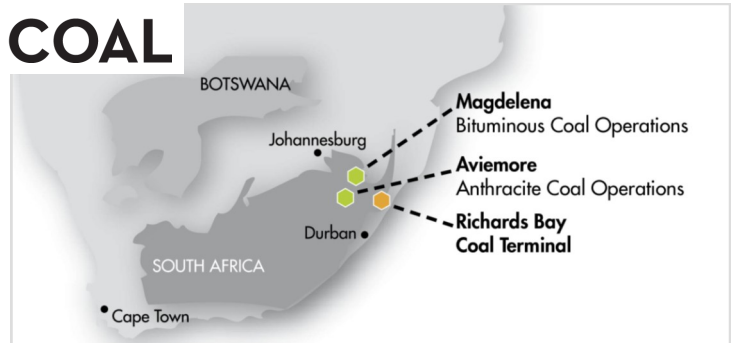 COAL
BOTSWANA
Johannesburg
Magdelena
Bituminous Coal Operations
Aviemore
Anthracite Coal Operations
Richards Bay
Coal Terminal
Durban
SOUTH AFRICA
Cape Town